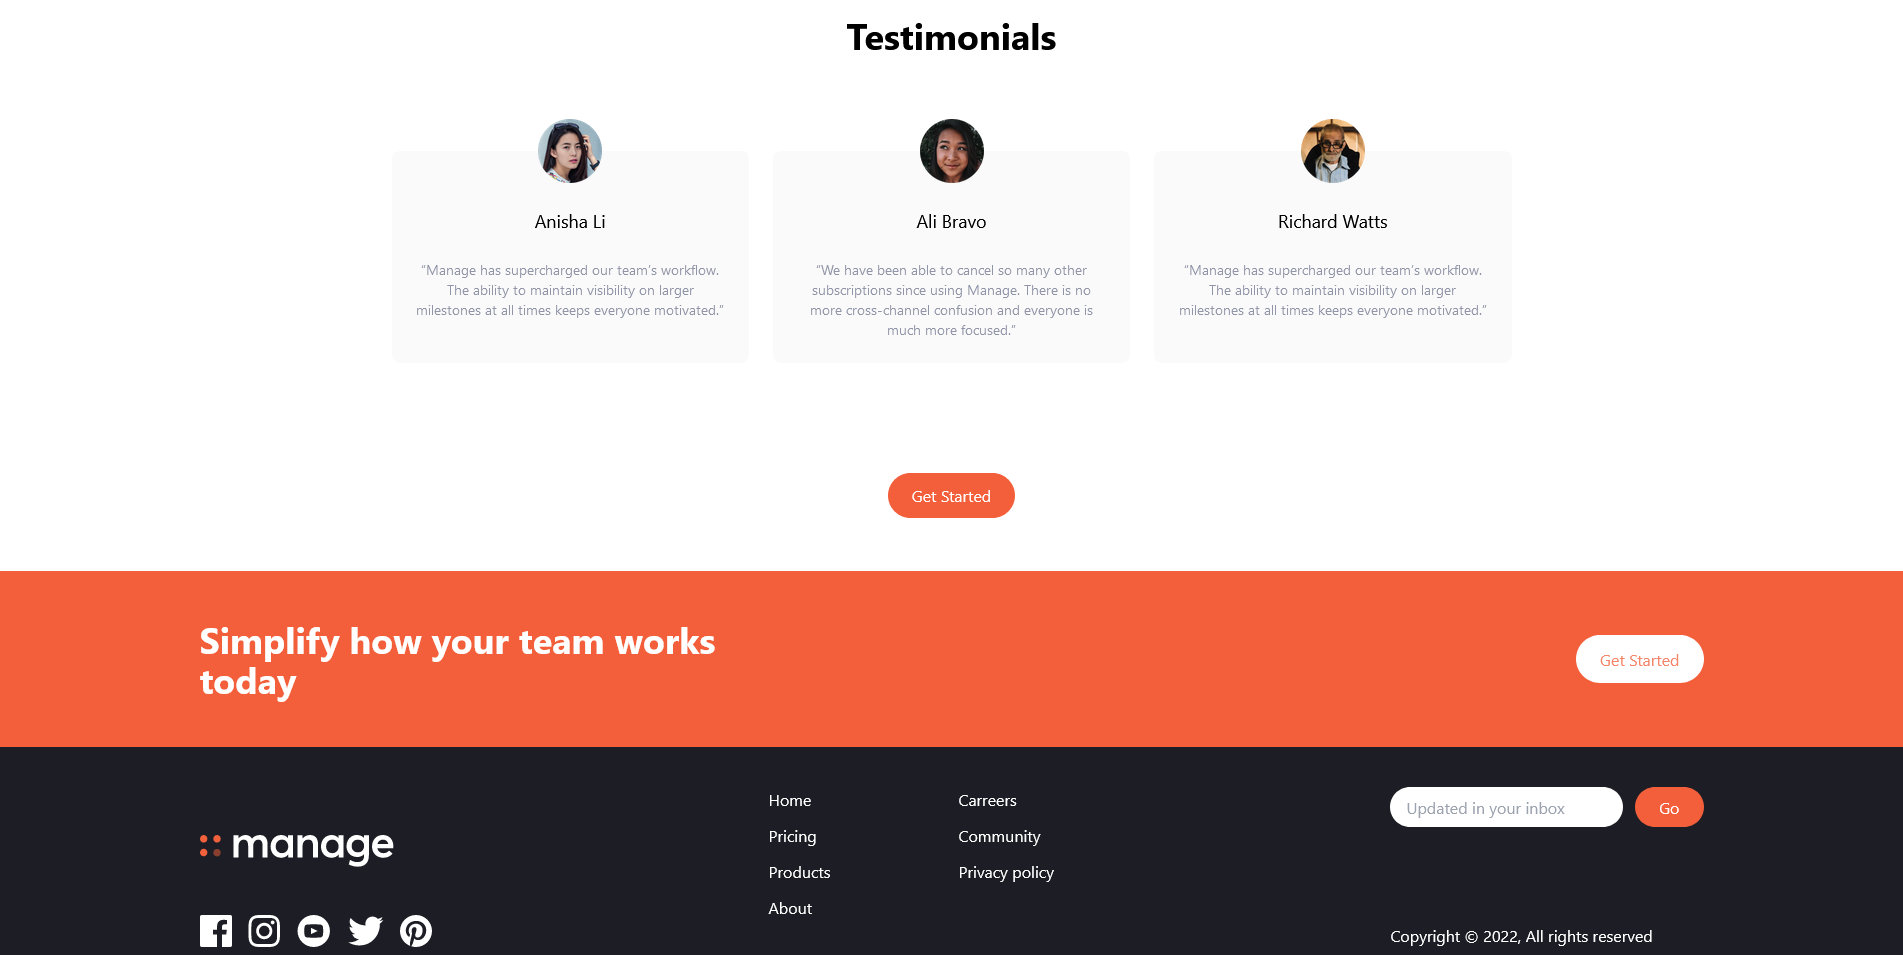 Testimonials
Anisha Li
“Manage has supercharged our team’s workflow.
The ability to maintain visibility on larger
milestones at all times keeps everyone motivated.”
Ali Bravo
“We have been able to cancel so many other
subscriptions since using Manage. There is no
more cross-channel confusion and everyone is
much more focused.”
Richard Watts
“Manage has supercharged our team’s workflow.
The ability to maintain visibility on larger
milestones at all times keeps everyone motivated.”
Get Started
Simplify how your team works
today
Get Started
manage
Home
Pricing
Products
About
Carreers
Community
Privacy policy
Updated in your inbox
Go
Copyright © 2022, All rights reserved